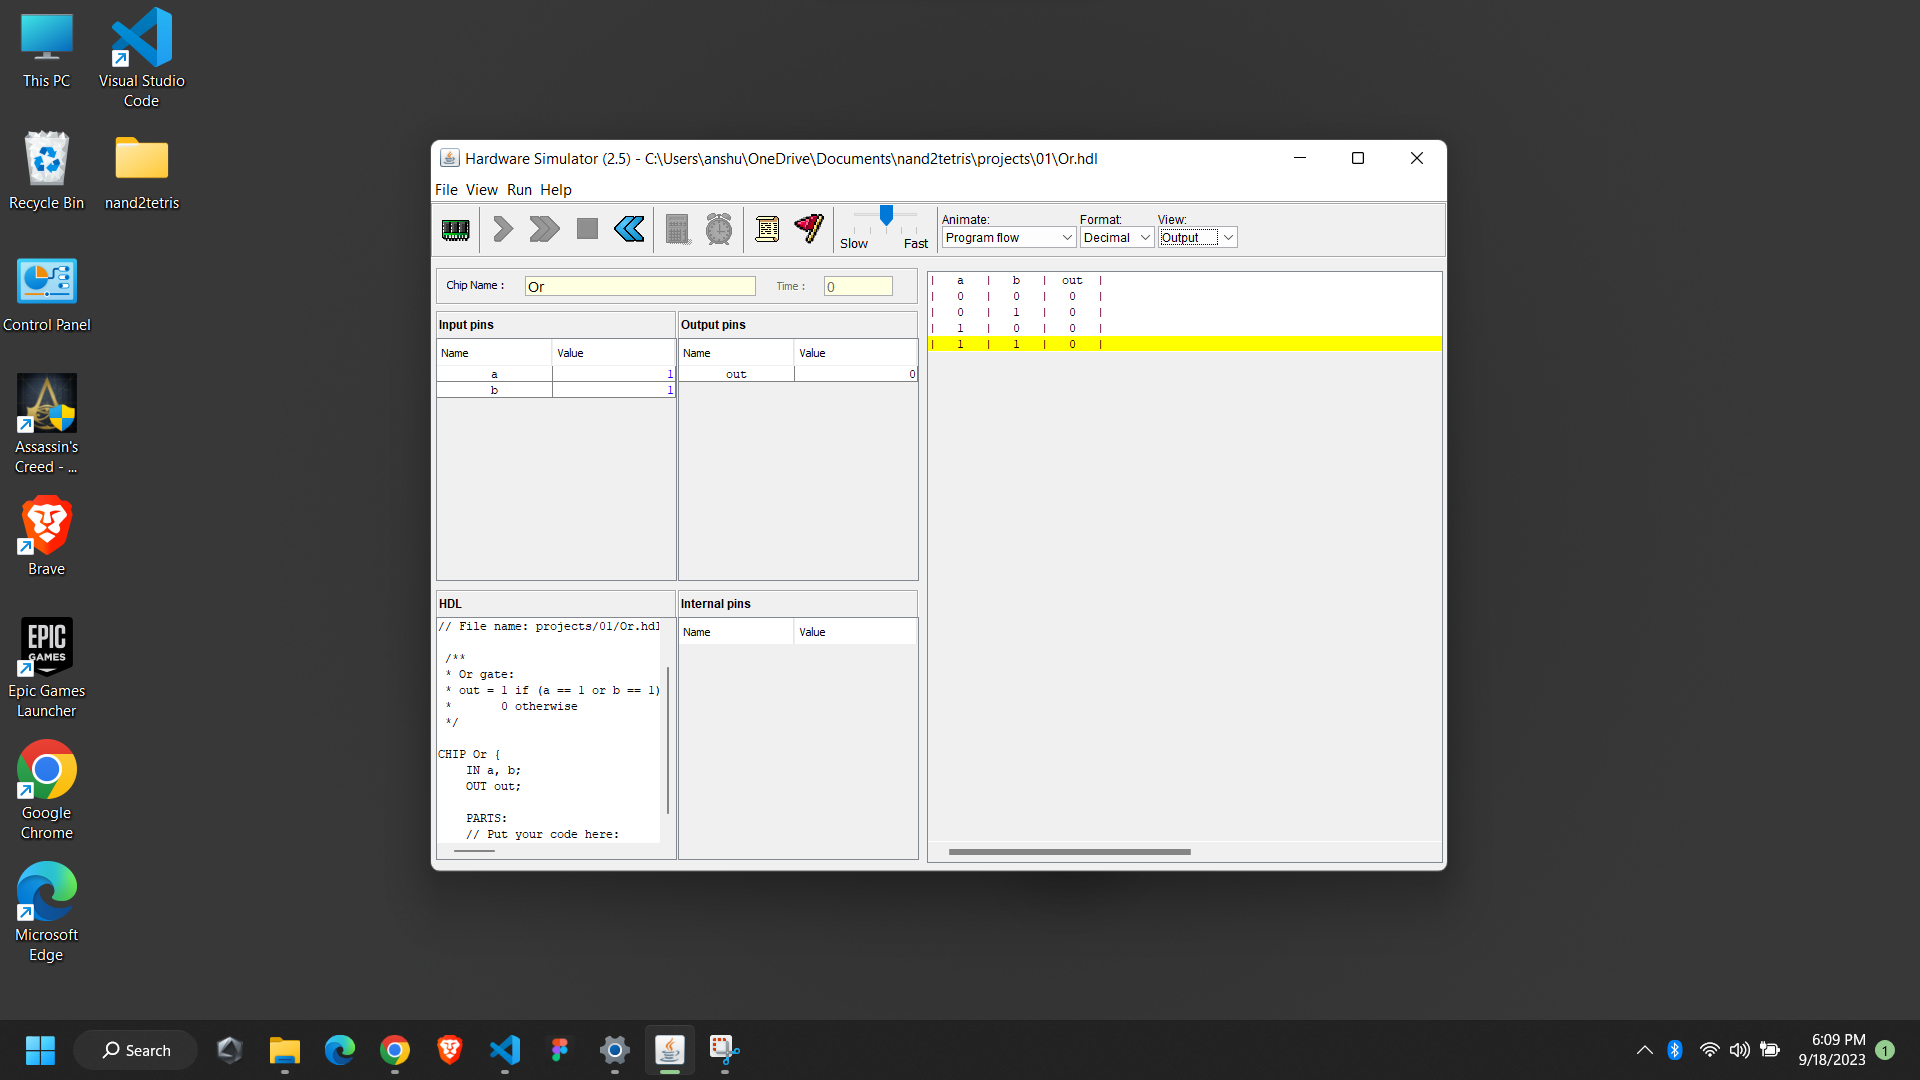 This PC
Visual Studio
Code
Recycle Bin
nand2tetris
Control Panel
Assassin's
Creed - ...
Brave
EPIC
GAMES
Epic Games
Launcher
Google
Chrome
Microsoft
Edge
Hardware Simulator (2.5) - C:\Users\anshu\OneDrive\Documents\nand2tetris\projects\01\Or.hdl
File View Run Help
Slow Fast
Animate: Format: View:
Program flow Decimal Output
Chip Name : Or Time : 0
Input pins
Name Value
a 1
b 1
Output pins
Name Value
out 0
HDL
// File name: projects/01/Or.hdl
/**
* Or gate:
* out = 1 if (a == 1 or b == 1)
* 0 otherwise
*/
CHIP Or {
IN a, b;
OUT out;
PARTS:
// Put your code here:
Internal pins
Name Value
| a | b | out |
| 0 | 0 | 0 |
| 0 | 1 | 0 |
| 1 | 0 | 0 |
| 1 | 1 | 0 |
Search
6:09 PM
9/18/2023
1